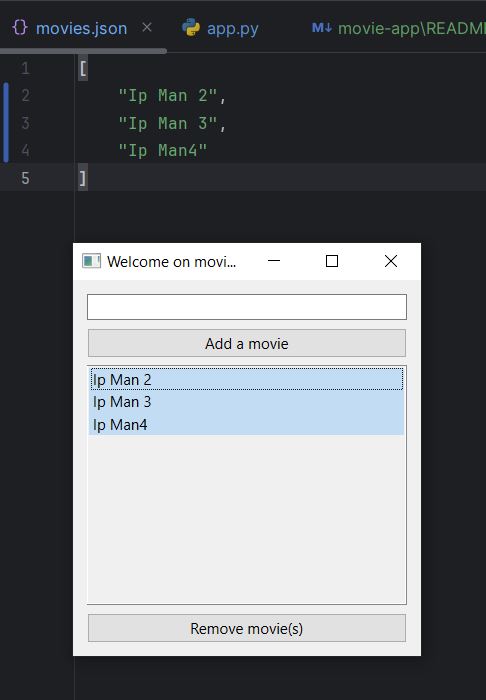 movies.json
app.py
movie-app\READM
1 [
2 "Ip Man 2",
3 "Ip Man 3",
4 "Ip Man4"
5 ]
Welcome on movi...
Add a movie
Ip Man 2
Ip Man 3
Ip Man4
Remove movie(s)